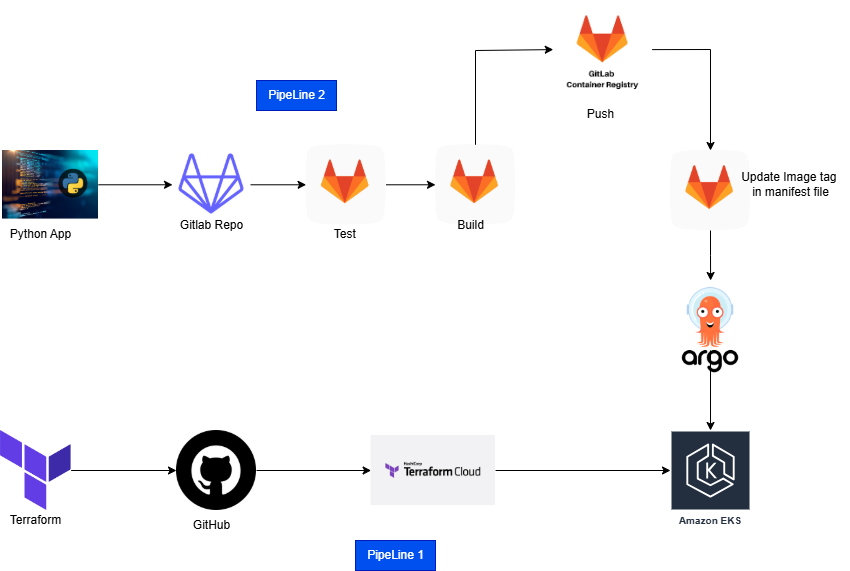 GitLab
Container Registry
Push
PipeLine 2
Update Image tag
in manifest file
Python App
Gitlab Repo
Test
Build
argo
HashiCorp
Terraform Cloud
Terraform
GitHub
Amazon EKS
PipeLine 1